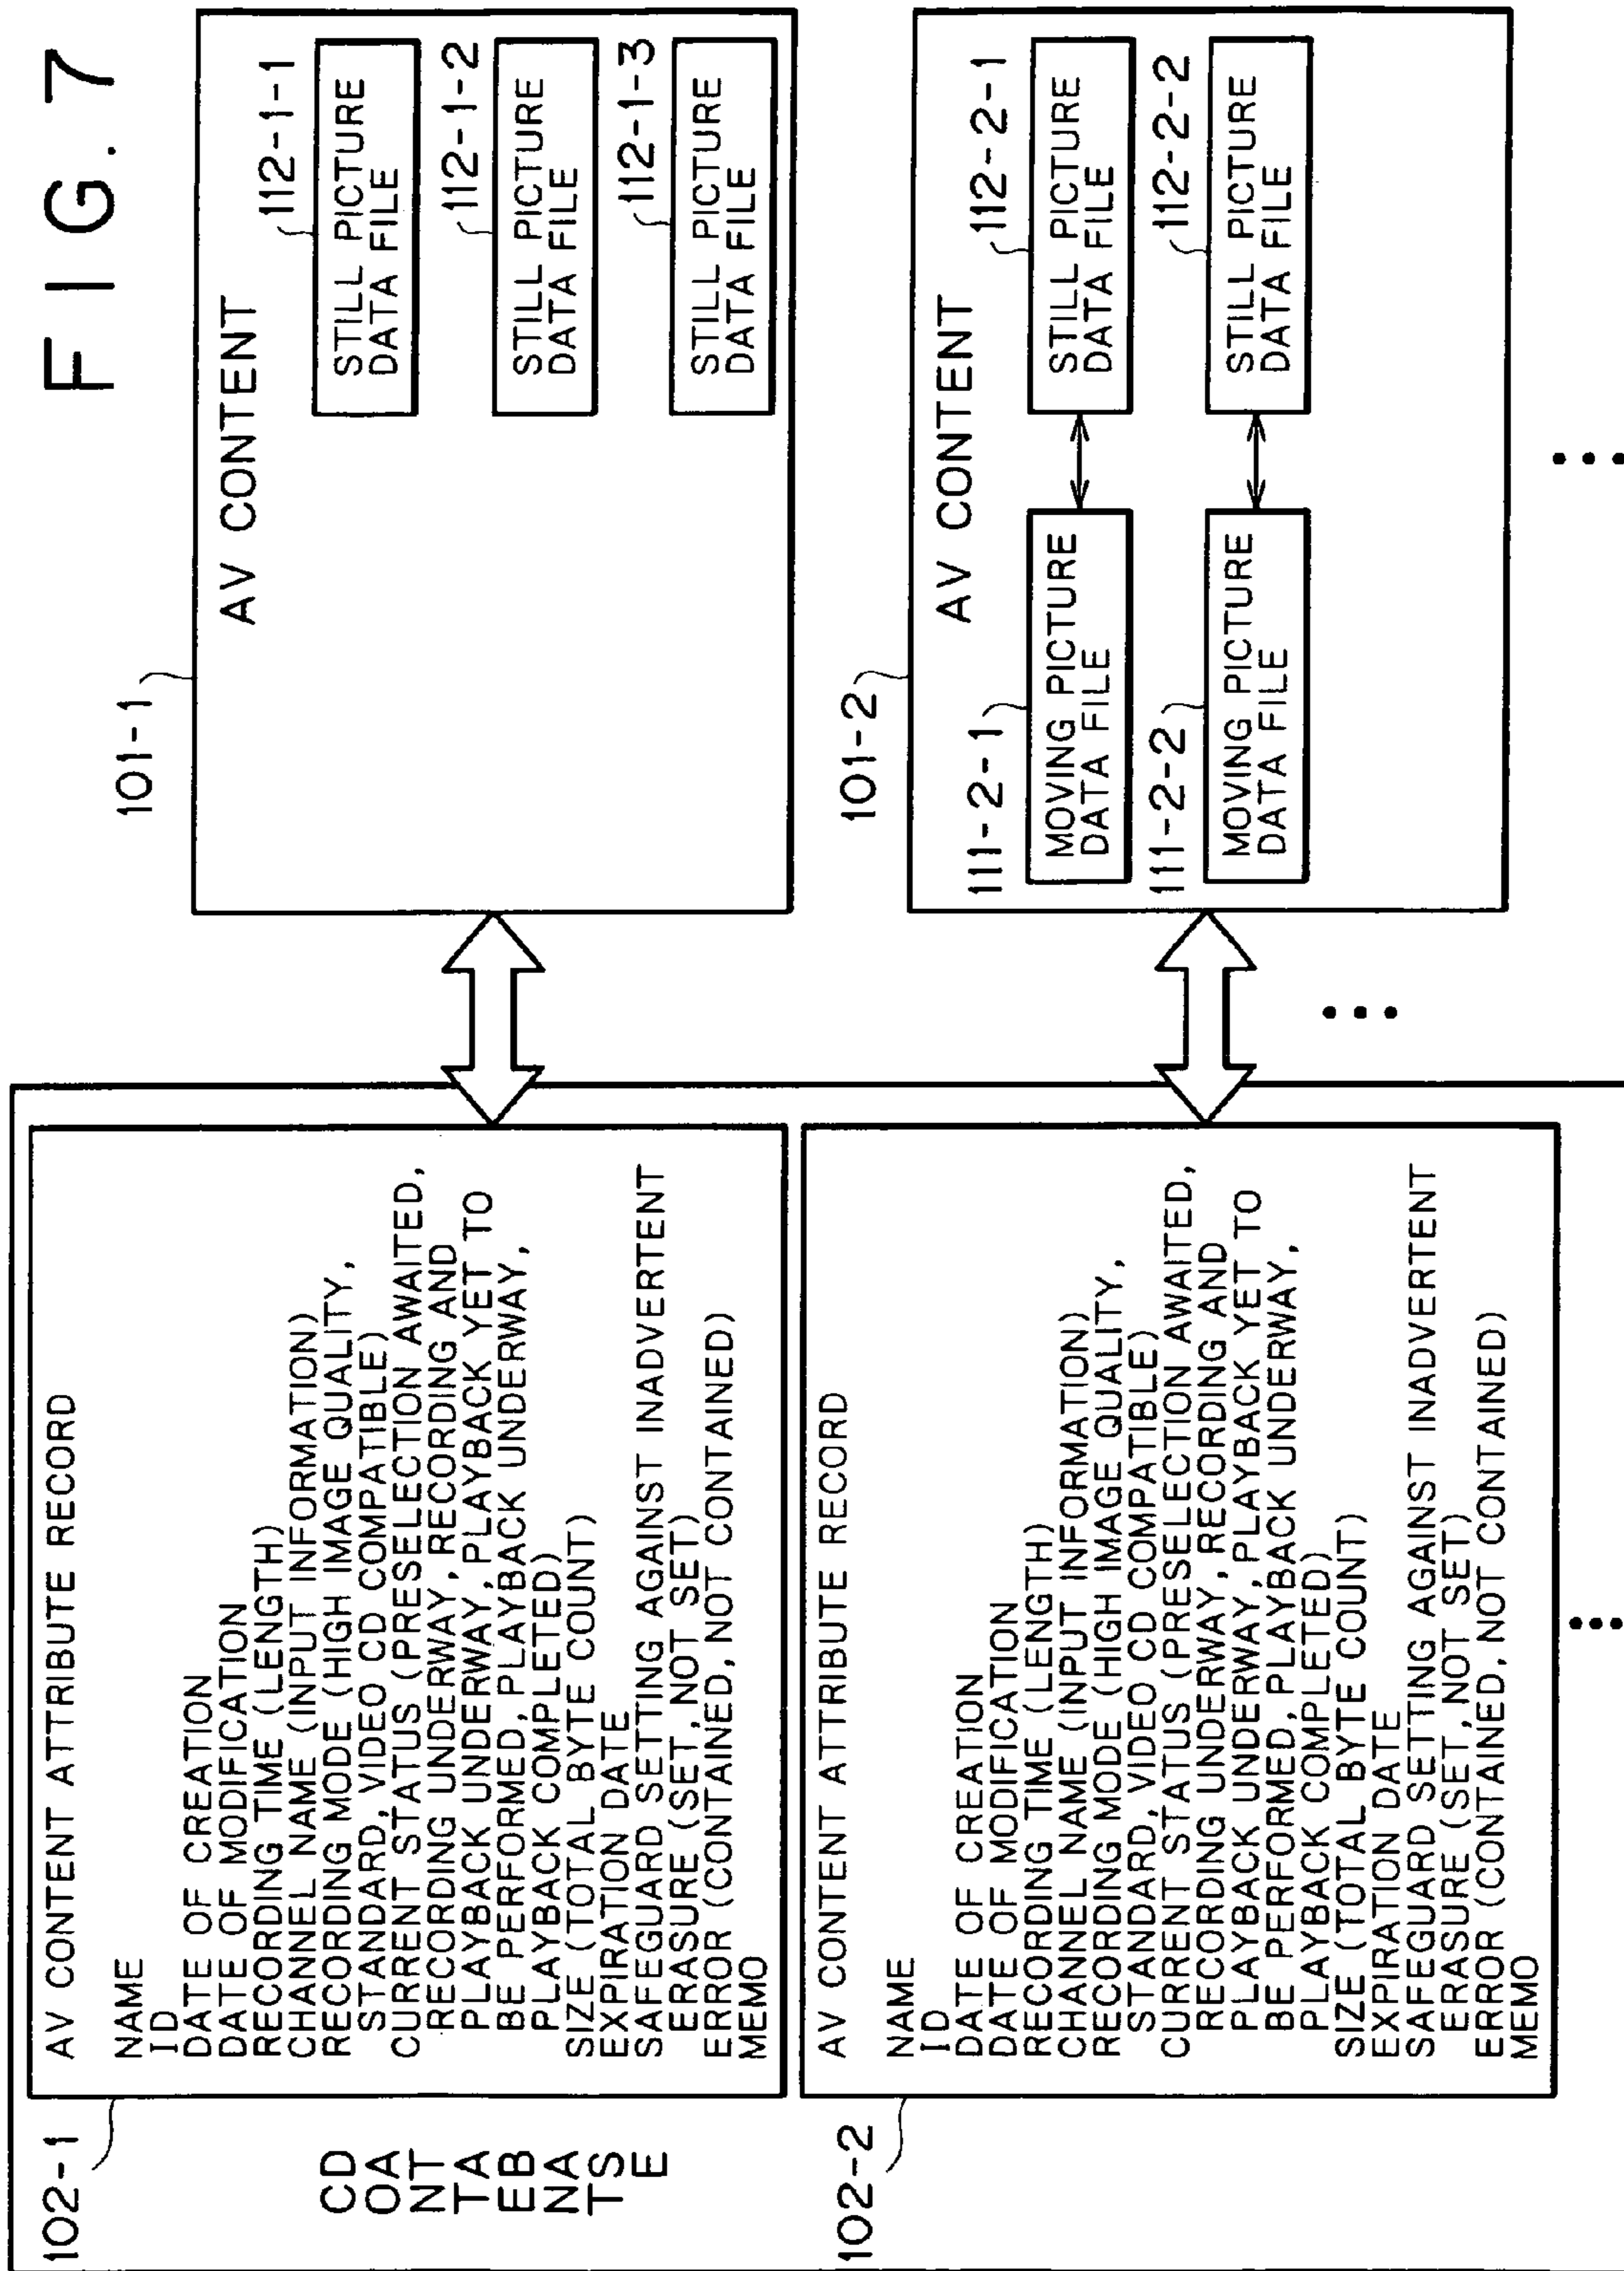 FIG. 7
102-1
CD
OA
NT
TA
EB
NA
TS
E
AV CONTENT ATTRIBUTE RECORD
NAME
ID
DATE OF CREATION
DATE OF MODIFICATION
RECORDING TIME (LENGTH)
CHANNEL NAME (INPUT INFORMATION)
RECORDING MODE (HIGH IMAGE QUALITY,
STANDARD, VIDEO CD COMPATIBLE)
CURRENT STATUS (PRESELECTION AWAITED,
RECORDING UNDERWAY, RECORDING AND
PLAYBACK UNDERWAY, PLAYBACK YET TO
BE PERFORMED, PLAYBACK UNDERWAY,
PLAYBACK COMPLETED)
SIZE (TOTAL BYTE COUNT)
EXPIRATION DATE
SAFEGUARD SETTING AGAINST INADVERTENT
ERASURE (SET, NOT SET)
ERROR (CONTAINED, NOT CONTAINED)
MEMO
101-1
AV CONTENT
112-1-1
STILL PICTURE
DATA FILE
112-1-2
STILL PICTURE
DATA FILE
112-1-3
STILL PICTURE
DATA FILE
102-2
AV CONTENT ATTRIBUTE RECORD
NAME
ID
DATE OF CREATION
DATE OF MODIFICATION
RECORDING TIME (LENGTH)
CHANNEL NAME (INPUT INFORMATION)
RECORDING MODE (HIGH IMAGE QUALITY,
STANDARD, VIDEO CD COMPATIBLE)
CURRENT STATUS (PRESELECTION AWAITED,
RECORDING UNDERWAY, RECORDING AND
PLAYBACK UNDERWAY, PLAYBACK YET TO
BE PERFORMED, PLAYBACK UNDERWAY,
PLAYBACK COMPLETED)
SIZE (TOTAL BYTE COUNT)
EXPIRATION DATE
SAFEGUARD SETTING AGAINST INADVERTENT
ERASURE (SET, NOT SET)
ERROR (CONTAINED, NOT CONTAINED)
MEMO
101-2
AV CONTENT
111-2-1
MOVING PICTURE
DATA FILE
112-2-1
STILL PICTURE
DATA FILE
111-2-2
MOVING PICTURE
DATA FILE
112-2-2
STILL PICTURE
DATA FILE